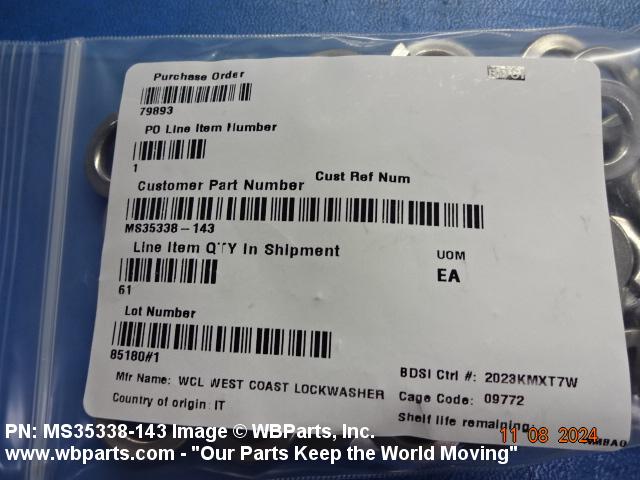 Purchase Order
79893
PO Line Item Number
1
Cust Ref Num
Customer Part Number
MS35338-143
Line Item QTY In Shipment
UOM
EA
61
Lot Number
85180#1
BDSI Ctrl #: 2023KMXT7W
Mfr Name: WCL WEST COAST LOCKWASHER
Cage Code: 09772
Country of origin: IT
Shelf life remaining
11 08 2024
PN: MS35338-143 Image © WBParts, Inc.
www.wbparts.com - "Our Parts Keep the World Moving"